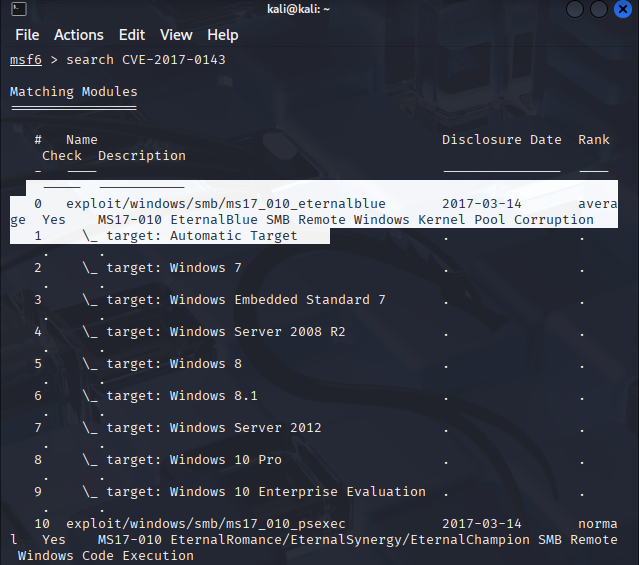 kali@kali: ~
File Actions Edit View Help
msf6 > search CVE-2017-0143
Matching Modules
================
# Name Disclosure Date Rank
Check Description
- ---- --------------- ----
----- -----------
0 exploit/windows/smb/ms17_010_eternalblue 2017-03-14 avera
ge Yes MS17-010 EternalBlue SMB Remote Windows Kernel Pool Corruption
1 \_ target: Automatic Target . .
. .
2 \_ target: Windows 7 . .
. .
3 \_ target: Windows Embedded Standard 7 . .
. .
4 \_ target: Windows Server 2008 R2 . .
. .
5 \_ target: Windows 8 . .
. .
6 \_ target: Windows 8.1 . .
. .
7 \_ target: Windows Server 2012 . .
. .
8 \_ target: Windows 10 Pro . .
. .
9 \_ target: Windows 10 Enterprise Evaluation . .
. .
10 exploit/windows/smb/ms17_010_psexec 2017-03-14 norma
l Yes MS17-010 EternalRomance/EternalSynergy/EternalChampion SMB Remote
Windows Code Execution